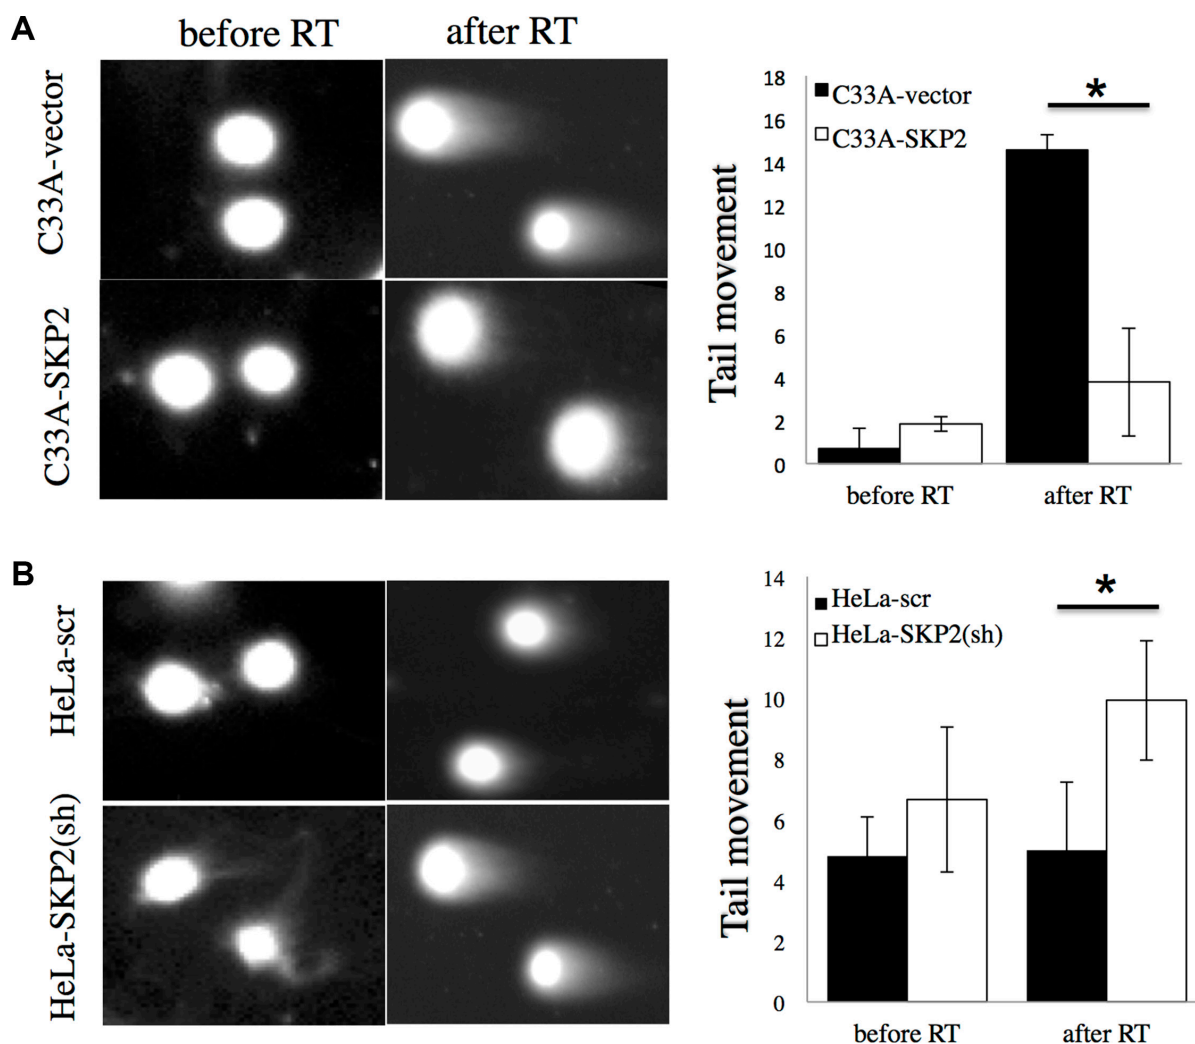 A
before RT
after RT
C33A-vector
C33A-SKP2
Tail movement
18
16
14
12
10
8
6
4
2
0
C33A-vector
C33A-SKP2
*
before RT
after RT
B
HeLa-scr
HeLa-SKP2(sh)
Tail movement
14
12
10
8
6
4
2
0
HeLa-scr
HeLa-SKP2(sh)
*
before RT
after RT